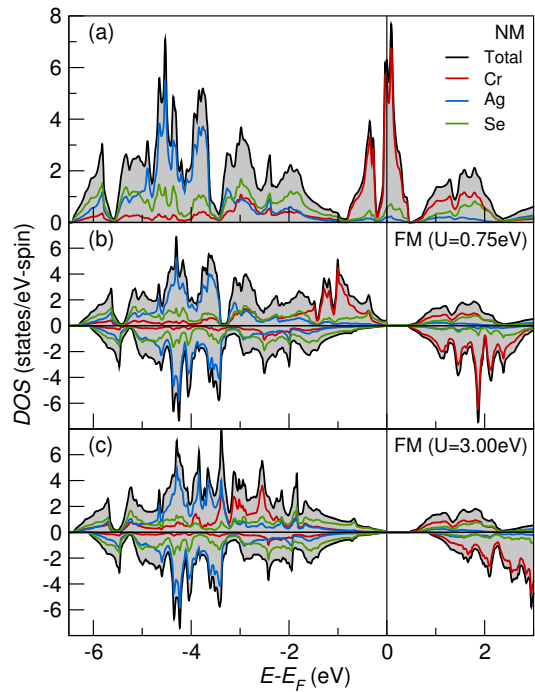 (a)
NM
Total
Cr
Ag
Se
8
6
4
2
0
(b)
FM (U=0.75eV)
6
4
2
0
-2
-4
-6
DOS (states/eV-spin)
(c)
FM (U=3.00eV)
6
4
2
0
-2
-4
-6
-6 -4 -2 0 2
E-E_F (eV)